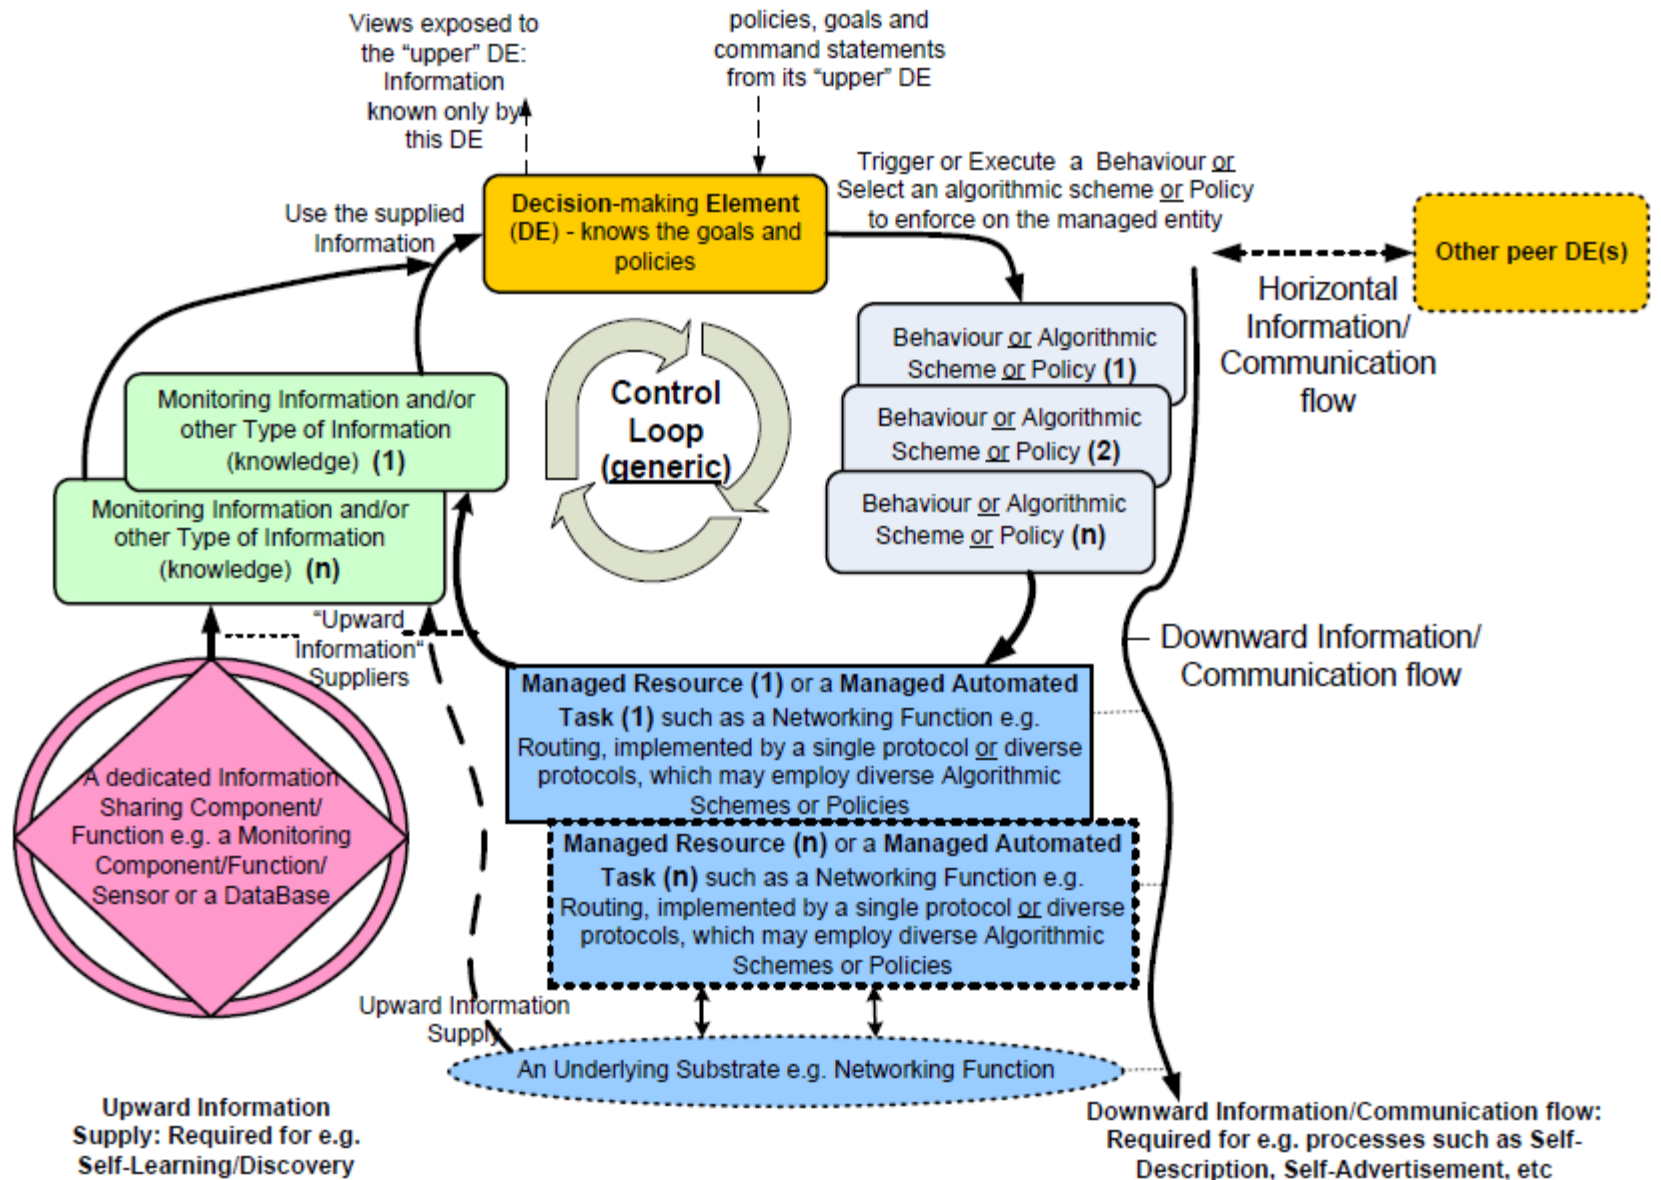 Views exposed to
the “upper” DE:
Information
known only by
this DE
policies, goals and
command statements
from its “upper” DE
Trigger or Execute a Behaviour or
Select an algorithmic scheme or Policy
to enforce on the managed entity
Use the supplied
Information
Decision-making Element
(DE) - knows the goals and
policies
Other peer DE(s)
Horizontal
Information/
Communication
flow
Behaviour or Algorithmic
Scheme or Policy (1)
Behaviour or Algorithmic
Scheme or Policy (2)
Behaviour or Algorithmic
Scheme or Policy (n)
Control
Loop
(generic)
Monitoring Information and/or
other Type of Information
(knowledge) (1)
Monitoring Information and/or
other Type of Information
(knowledge) (n)
“Upward
Information“
Suppliers
Downward Information/
Communication flow
Managed Resource (1) or a Managed Automated
Task (1) such as a Networking Function e.g.
Routing, implemented by a single protocol or diverse
protocols, which may employ diverse Algorithmic
Schemes or Policies
A dedicated Information
Sharing Component/
Function e.g. a Monitoring
Component/Function/
Sensor or a DataBase
Managed Resource (n) or a Managed Automated
Task (n) such as a Networking Function e.g.
Routing, implemented by a single protocol or diverse
protocols, which may employ diverse Algorithmic
Schemes or Policies
Upward Information
Supply
An Underlying Substrate e.g. Networking Function
Upward Information
Supply: Required for e.g.
Self-Learning/Discovery
Downward Information/Communication flow:
Required for e.g. processes such as Self-
Description, Self-Advertisement, etc